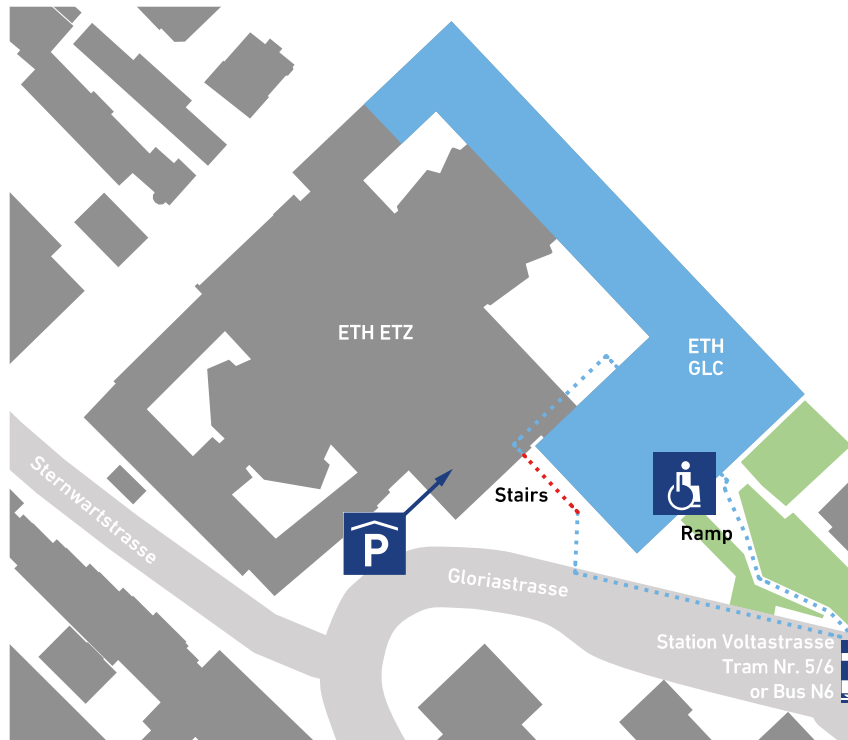 ETH ETZ
ETH
GLC
Stairs
Ramp
P
Sternwartstrasse
Gloriastrasse
Station Voltastrasse
Tram Nr. 5/6
or Bus N6